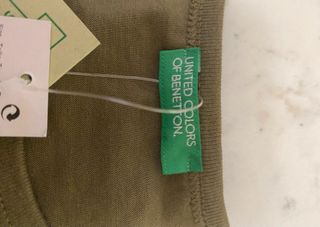 UNITED COLORS
OF BENETTON.